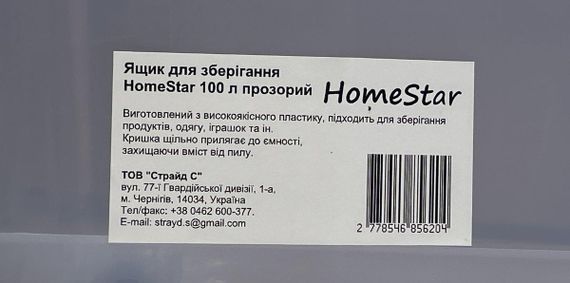 Ящик для зберігання
HomeStar 100 л прозорий
HomeStar
Виготовлений з високоякісного пластику, підходить для зберігання
продуктів, одягу, іграшок та ін.
Кришка щільно прилягає до ємності,
захищаючи вміст від пилу.
ТОВ "Страйд С"
вул. 77-ї Гвардійської дивізії, 1-а,
м. Чернігів, 14034, Україна
Тел/факс: +38 0462 600-377.
E-mail: strayd.s@gmail.com
2 778546 856204